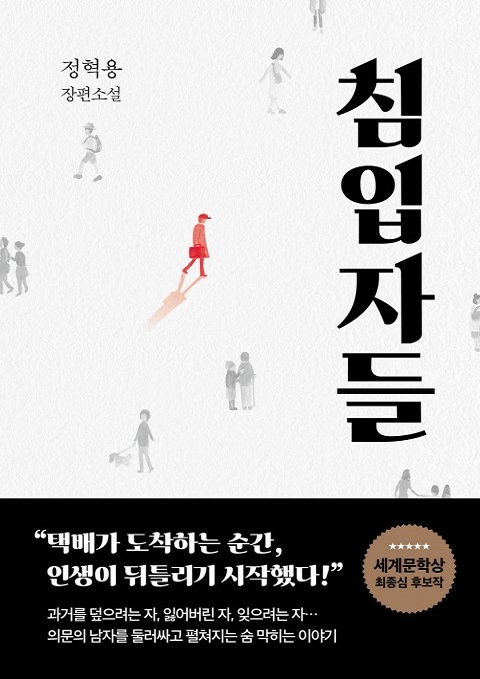 정혁용
장편소설
침입자들
“택배가 도착하는 순간,
인생이 뒤틀리기 시작했다!”
★★★★★
세계문학상
최종심 후보작
과거를 덮으려는 자, 잃어버린 자, 잊으려는 자…
의문의 남자를 둘러싸고 펼쳐지는 숨 막히는 이야기